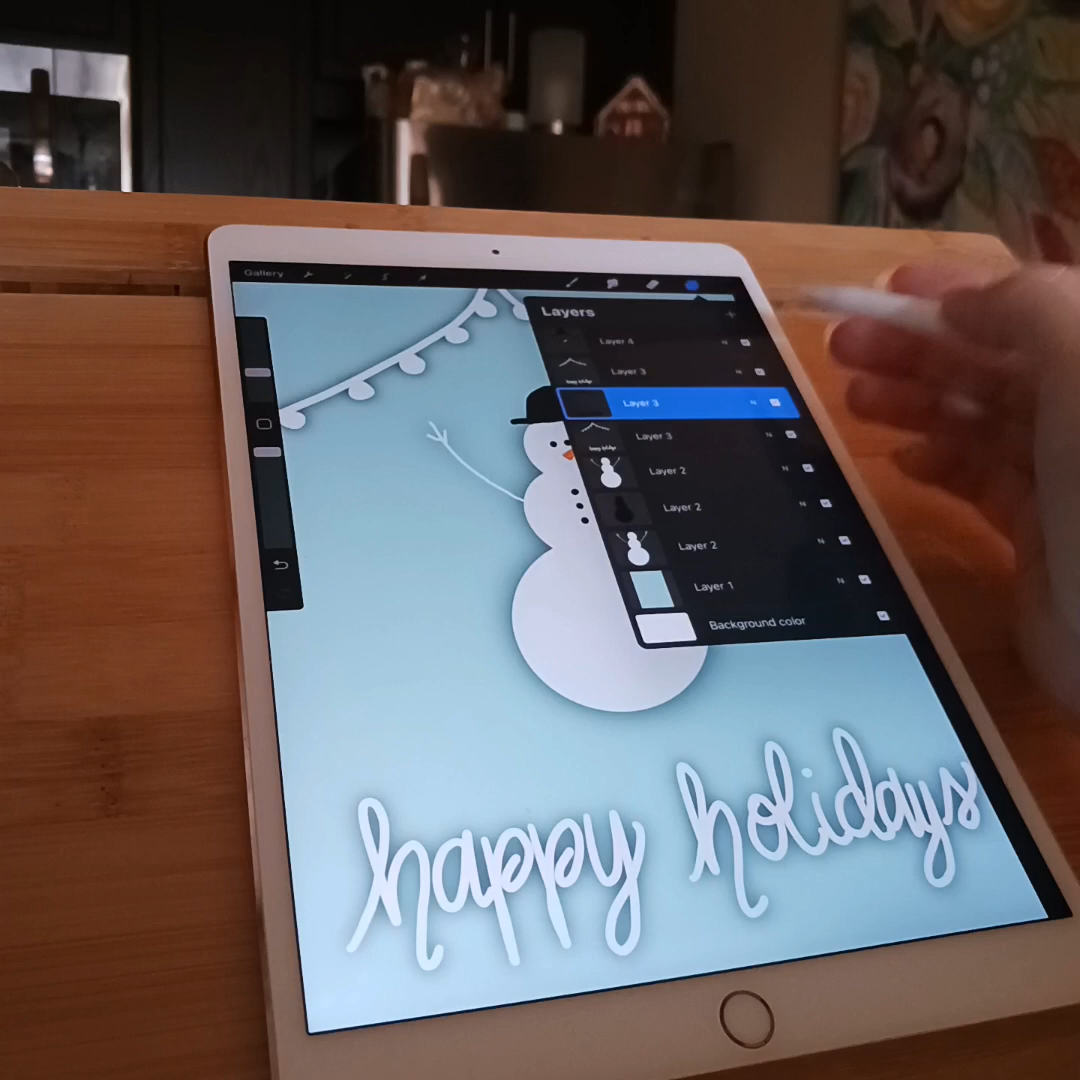 Gallery
Layers
Layer 4 N
Layer 3 N
Layer 3 N
Layer 3 N
Layer 2 N
Layer 2 N
Layer 2 N
Layer 1 N
Background color
happy holidays